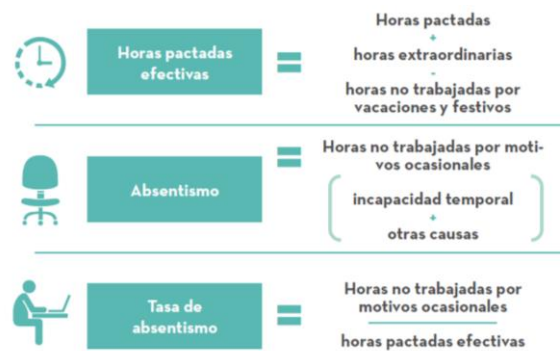 Horas pactadas
efectivas
=
Horas pactadas
+
horas extraordinarias
-
horas no trabajadas por
vacaciones y festivos
Absentismo
=
Horas no trabajadas por moti-
vos ocasionales
incapacidad temporal
+
otras causas
Tasa de
absentismo
=
Horas no trabajadas por
motivos ocasionales
horas pactadas efectivas